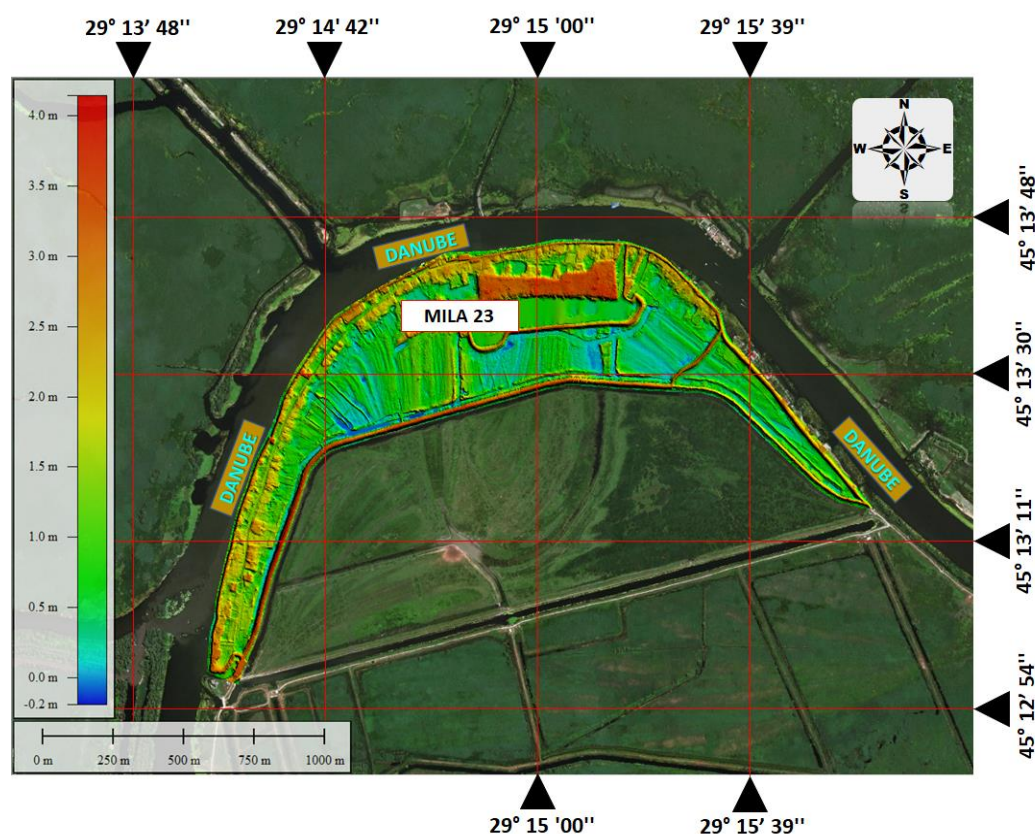 29° 13' 48'' 29° 14' 42'' 29° 15' 00'' 29° 15' 39''
4.0 m
3.5 m
3.0 m
2.5 m
2.0 m
1.5 m
1.0 m
0.5 m
0.0 m
-0.2 m
N
W E
S
DANUBE
MILA 23
DANUBE
DANUBE
45° 13' 48''
45° 13' 30''
45° 13' 11''
45° 12' 54''
0 m 250 m 500 m 750 m 1000 m
29° 15' 00'' 29° 15' 39''